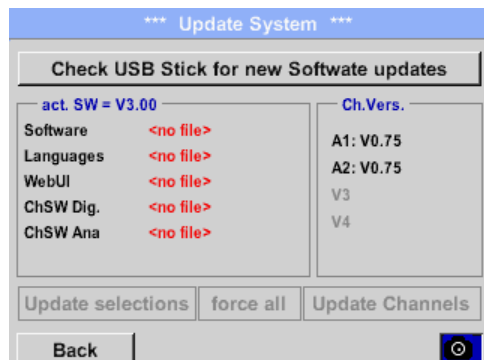 *** Update System ***
Check USB Stick for new Softwate updates
act. SW = V3.00
Software <no file>
Languages <no file>
WebUI <no file>
ChSW Dig. <no file>
ChSW Ana <no file>
Ch.Vers.
A1: V0.75
A2: V0.75
V3
V4
Update selections force all Update Channels
Back